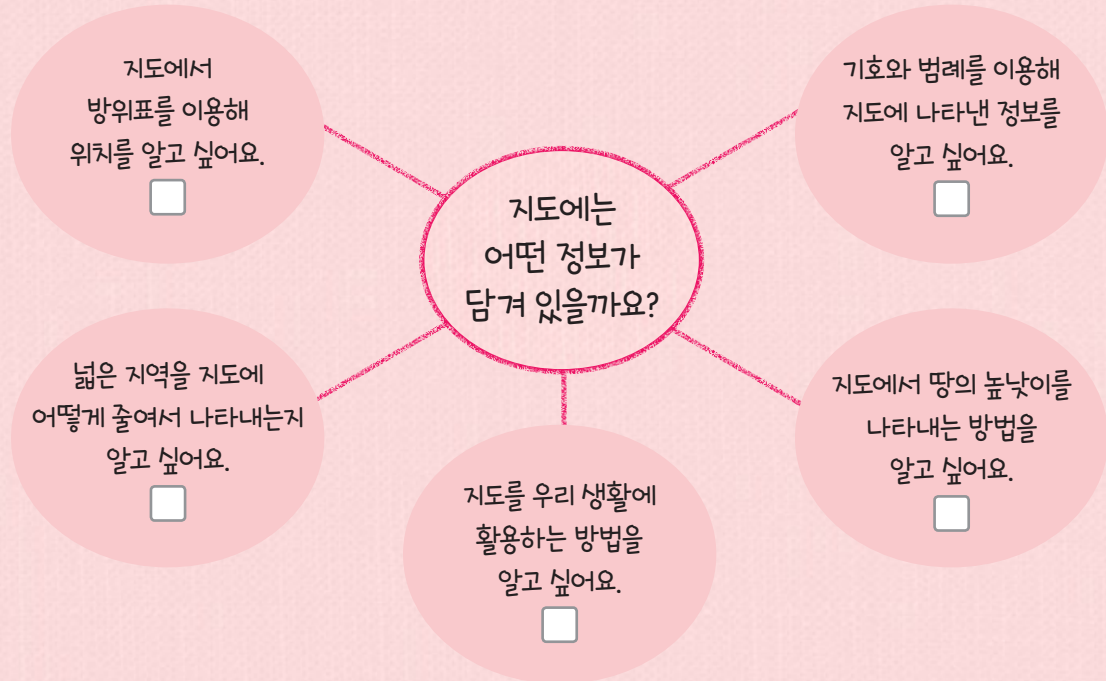 지도에서
방위표를 이용해
위치를 알고 싶어요.
기호와 범례를 이용해
지도에 나타낸 정보를
알고 싶어요.
지도에는
어떤 정보가
담겨 있을까요?
넓은 지역을 지도에
어떻게 줄여서 나타내는지
알고 싶어요.
지도에서 땅의 높낮이를
나타내는 방법을
알고 싶어요.
지도를 우리 생활에
활용하는 방법을
알고 싶어요.